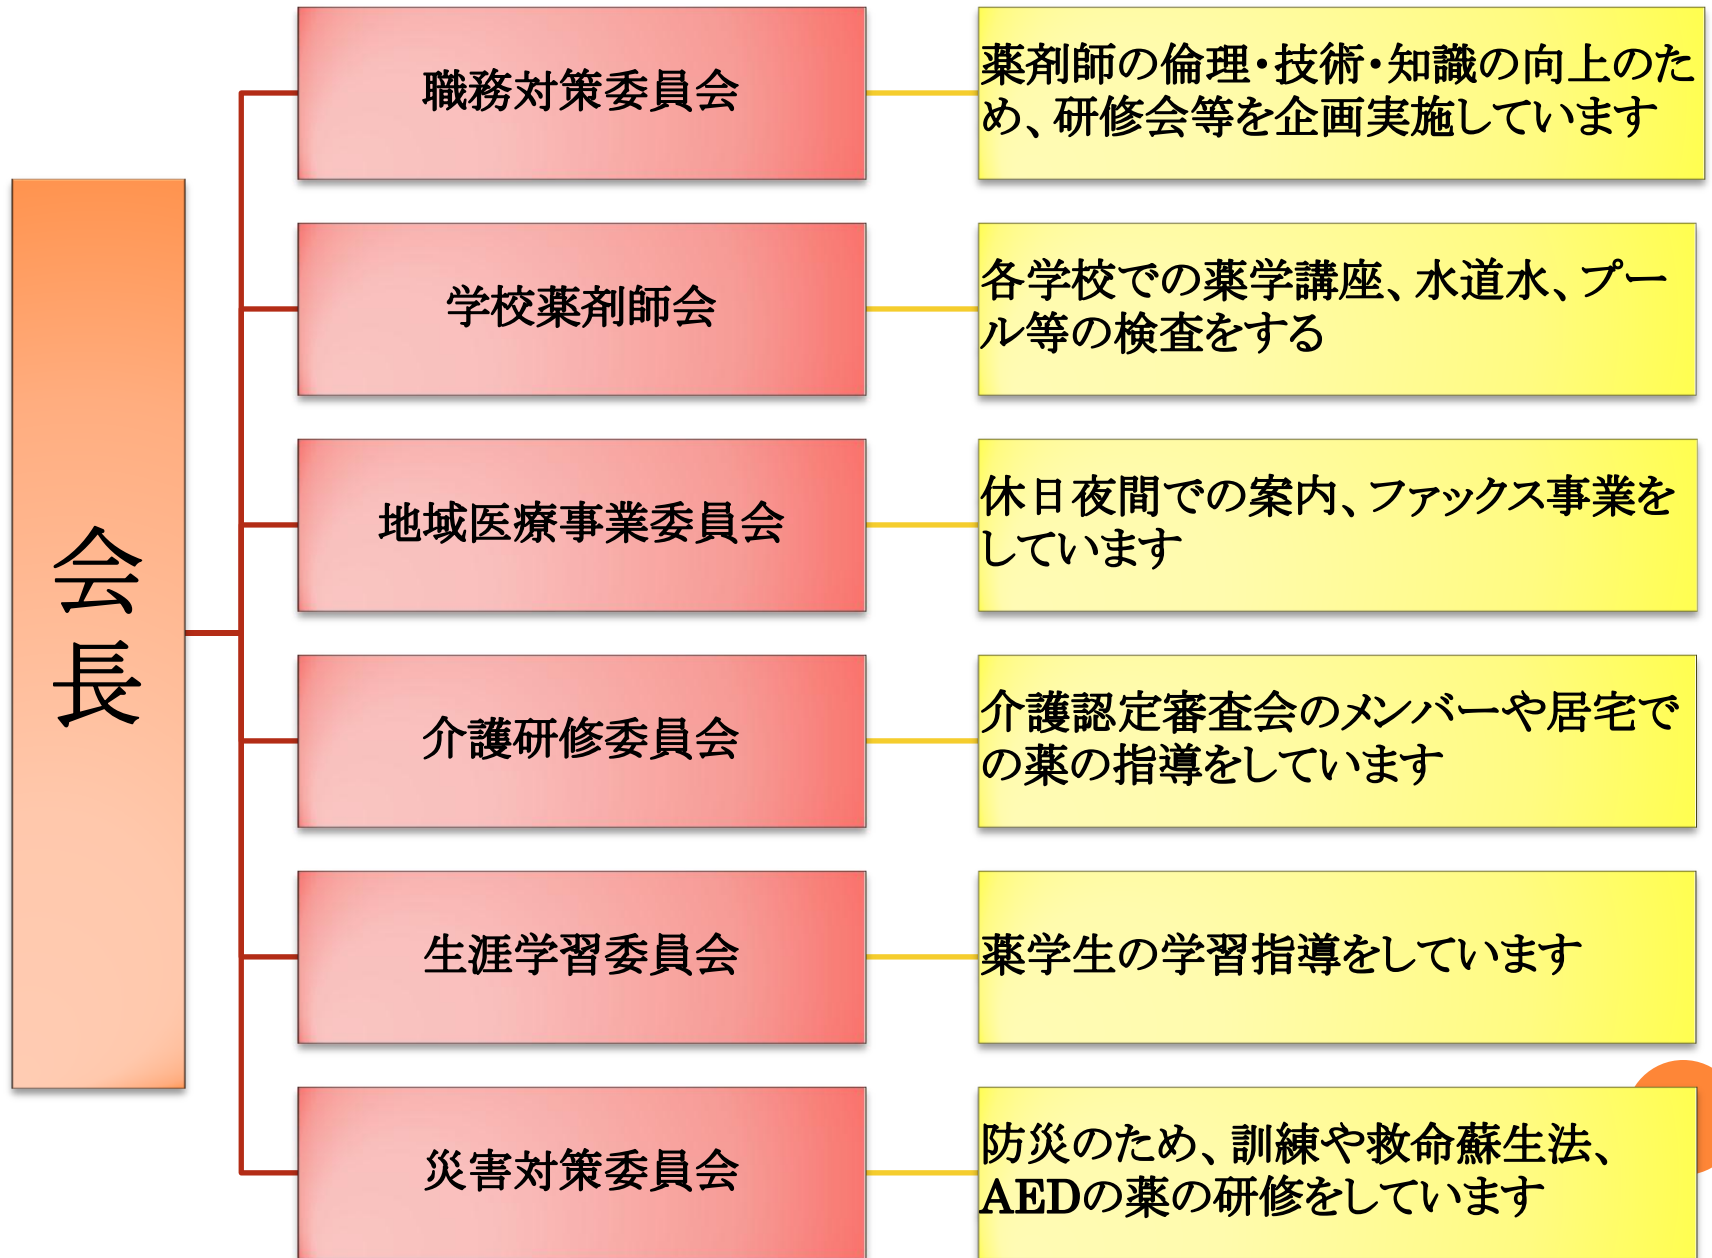 会
長
職務対策委員会
薬剤師の倫理・技術・知識の向上のた
め、研修会等を企画実施しています
学校薬剤師会
各学校での薬学講座、水道水、プー
ル等の検査をする
地域医療事業委員会
休日夜間での案内、ファックス事業を
しています
介護研修委員会
介護認定審査会のメンバーや居宅で
の薬の指導をしています
生涯学習委員会
薬学生の学習指導をしています
災害対策委員会
防災のため、訓練や救命蘇生法、
AEDの薬の研修をしています